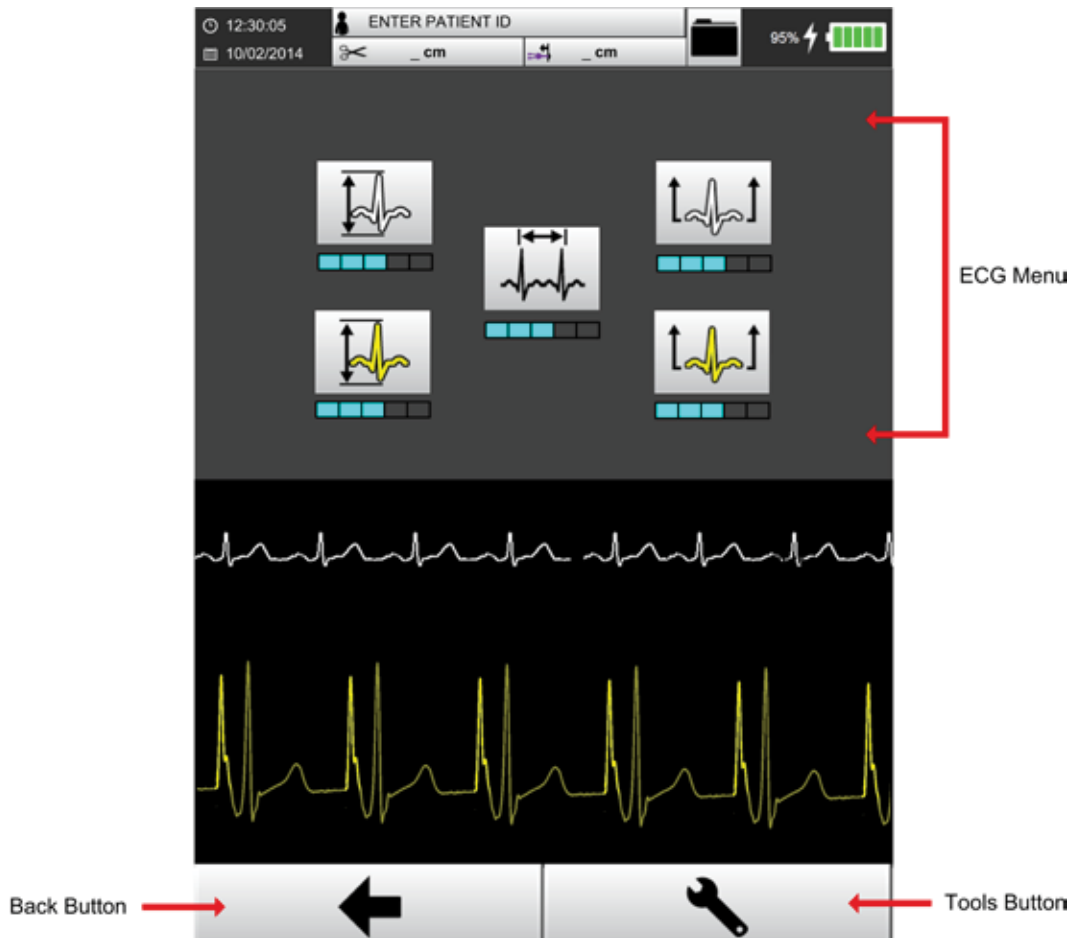 12:30:05
ENTER PATIENT ID
95%
10/02/2014
_ cm
_ cm
ECG Menu
Back Button
Tools Button